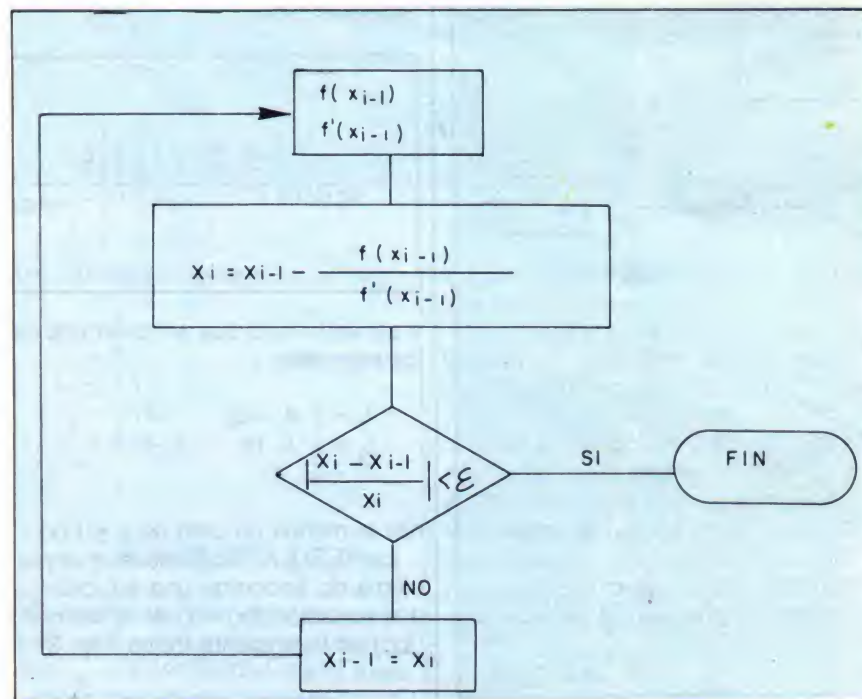 f(xi-1)
f'(xi-1)
xi = xi-1 - f(xi-1) / f'(xi-1)
|xi - xi-1 / xi| < ε
SI
FIN
NO
xi-1 = xi